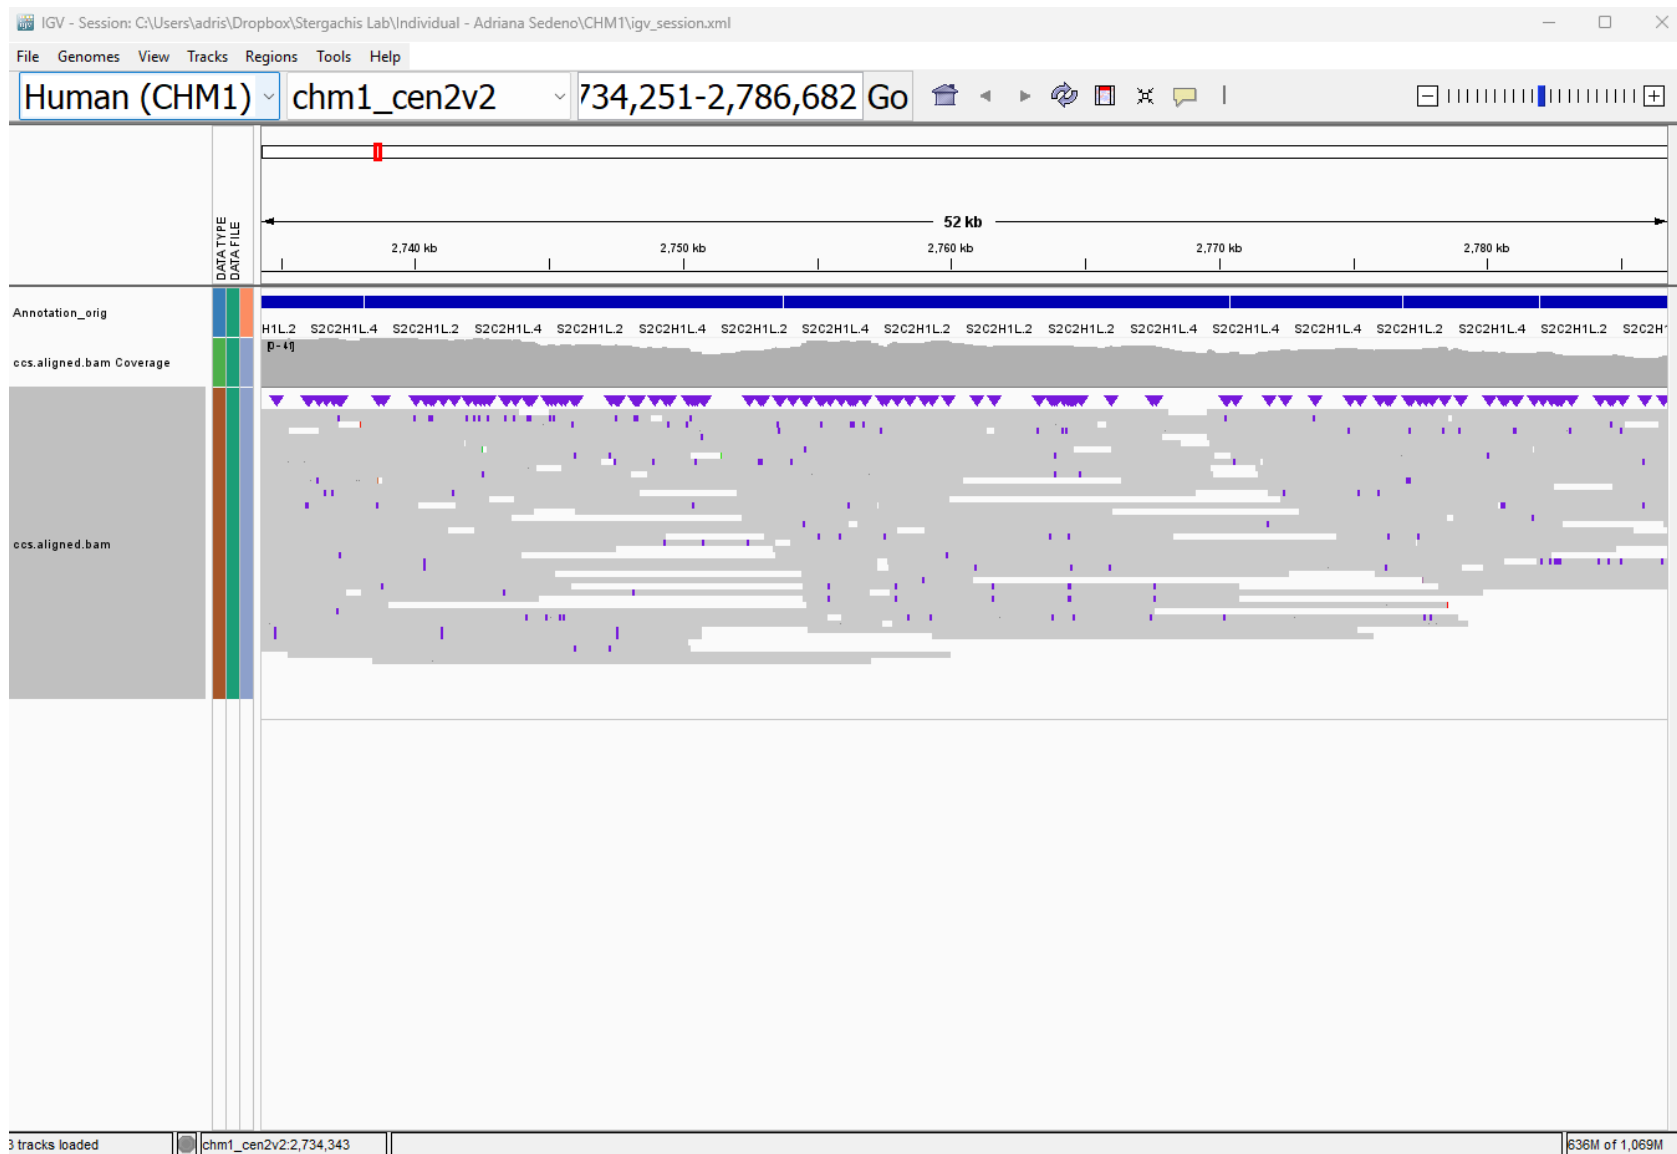 IGV - Session: C:\Users\adris\Dropbox\Stergachis Lab\Individual - Adriana Sedeno\CHM1\igv_session.xml
File Genomes View Tracks Regions Tools Help
Human (CHM1) chm1_cen2v2 734,251-2,786,682 Go
DATA TYPE
DATA FILE
52 kb
2,740 kb 2,750 kb 2,760 kb 2,770 kb 2,780 kb
Annotation_orig
H1L.2 S2C2H1L.4 S2C2H1L.2 S2C2H1L.4 S2C2H1L.2 S2C2H1L.4 S2C2H1L.2 S2C2H1L.4 S2C2H1L.2 S2C2H1L.4 S2C2H1L.2 S2C2H1L.4 S2C2H1L.2 S2C2H1L.4 S2C2H1L.2 S2C2H1L.4 S2C2H1L.2 S2C2H1
[0 - 41]
ccs.aligned.bam Coverage
ccs.aligned.bam
3 tracks loaded chm1_cen2v2:2,734,343 636M of 1,069M